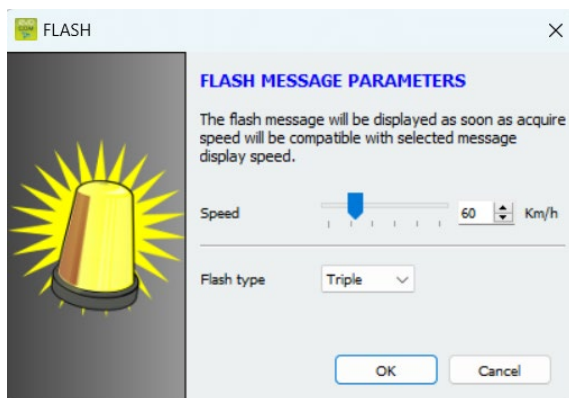 FLASH
FLASH MESSAGE PARAMETERS
The flash message will be displayed as soon as acquire
speed will be compatible with selected message
display speed.
Speed 60 Km/h
Flash type Triple
OK Cancel